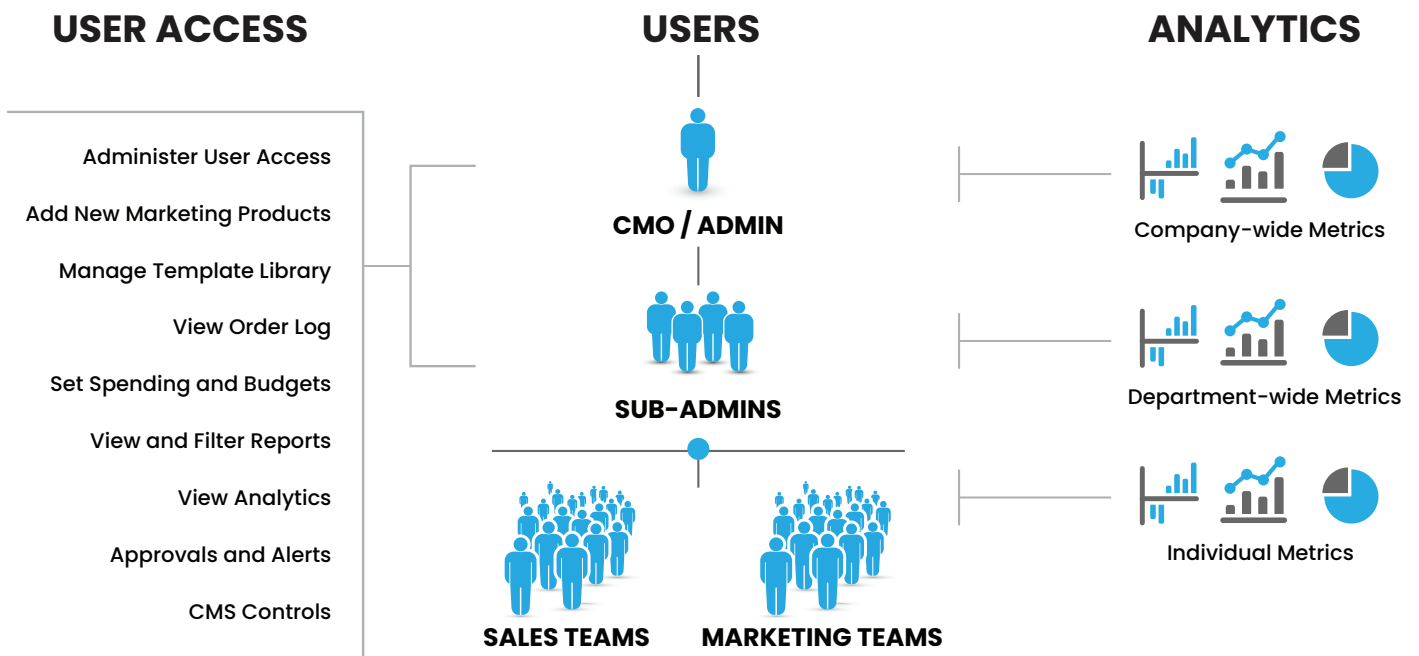 USER ACCESS
USERS
ANALYTICS
Administer User Access
Add New Marketing Products
Manage Template Library
View Order Log
Set Spending and Budgets
View and Filter Reports
View Analytics
Approvals and Alerts
CMS Controls
CMO / ADMIN
SUB-ADMINS
SALES TEAMS
MARKETING TEAMS
Company-wide Metrics
Department-wide Metrics
Individual Metrics